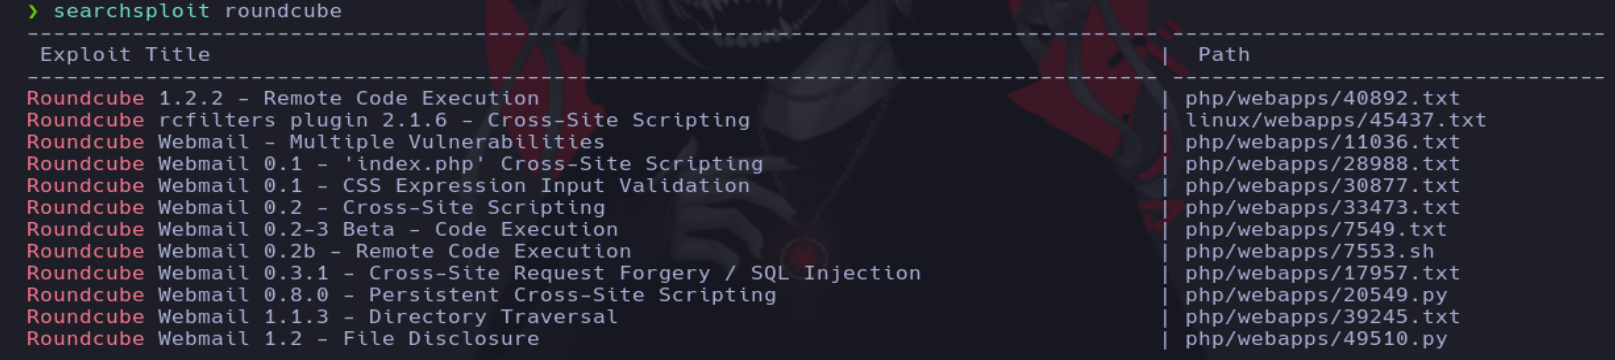 ❯ searchsploit roundcube
---------------------------------------------------------------------------------------- ---------------------------------
 Exploit Title                                                                          |  Path
---------------------------------------------------------------------------------------- ---------------------------------
Roundcube 1.2.2 - Remote Code Execution | php/webapps/40892.txt
Roundcube rcfilters plugin 2.1.6 - Cross-Site Scripting | linux/webapps/45437.txt
Roundcube Webmail - Multiple Vulnerabilities | php/webapps/11036.txt
Roundcube Webmail 0.1 - 'index.php' Cross-Site Scripting | php/webapps/28988.txt
Roundcube Webmail 0.1 - CSS Expression Input Validation | php/webapps/30877.txt
Roundcube Webmail 0.2 - Cross-Site Scripting | php/webapps/33473.txt
Roundcube Webmail 0.2-3 Beta - Code Execution | php/webapps/7549.txt
Roundcube Webmail 0.2b - Remote Code Execution | php/webapps/7553.sh
Roundcube Webmail 0.3.1 - Cross-Site Request Forgery / SQL Injection | php/webapps/17957.txt
Roundcube Webmail 0.8.0 - Persistent Cross-Site Scripting | php/webapps/20549.py
Roundcube Webmail 1.1.3 - Directory Traversal | php/webapps/39245.txt
Roundcube Webmail 1.2 - File Disclosure | php/webapps/49510.py